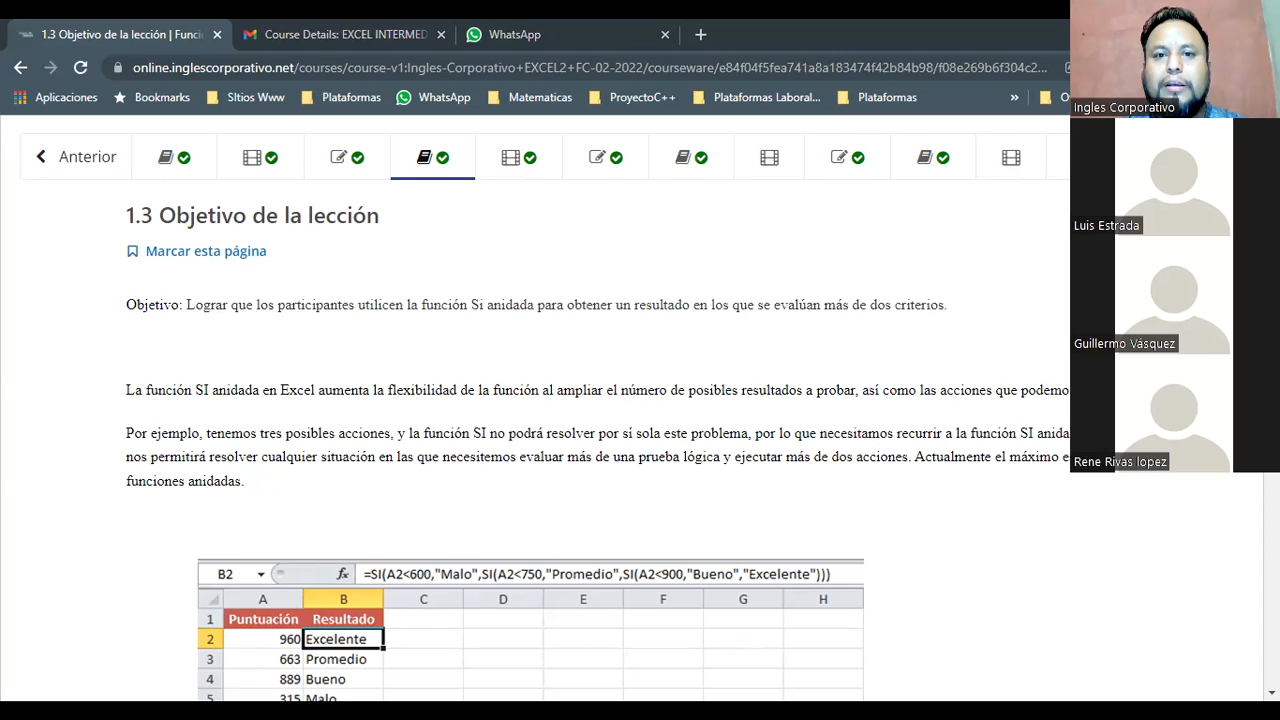 1.3 Objetivo de la lección | Funci
Course Details: EXCEL INTERMED
WhatsApp
online.inglescorporativo.net/courses/course-v1:Ingles-Corporativo+EXCEL2+FC-02-2022/courseware/e84f04f5fea741a8a183474f42b84b98/f08e269b6f304c2...
Aplicaciones
Bookmarks
SItios Www
Plataformas
WhatsApp
Matematicas
ProyectoC++
Plataformas Laboral...
Plataformas
»
Ingles Corporativo
Anterior
1.3 Objetivo de la lección
Marcar esta página
Luis Estrada
Objetivo: Lograr que los participantes utilicen la función Si anidada para obtener un resultado en los que se evalúan más de dos criterios.
Guillermo Vásquez
La función SI anidada en Excel aumenta la flexibilidad de la función al ampliar el número de posibles resultados a probar, así como las acciones que podemo
Por ejemplo, tenemos tres posibles acciones, y la función SI no podrá resolver por sí sola este problema, por lo que necesitamos recurrir a la función SI anida
nos permitirá resolver cualquier situación en las que necesitemos evaluar más de una prueba lógica y ejecutar más de dos acciones. Actualmente el máximo e
funciones anidadas.
Rene Rivas lopez
B2 fx =SI(A2<600,"Malo",SI(A2<750,"Promedio",SI(A2<900,"Bueno","Excelente")))
A B C D E F G H
1 Puntuación Resultado
2 960 Excelente
3 663 Promedio
4 889 Bueno
5 315 Malo